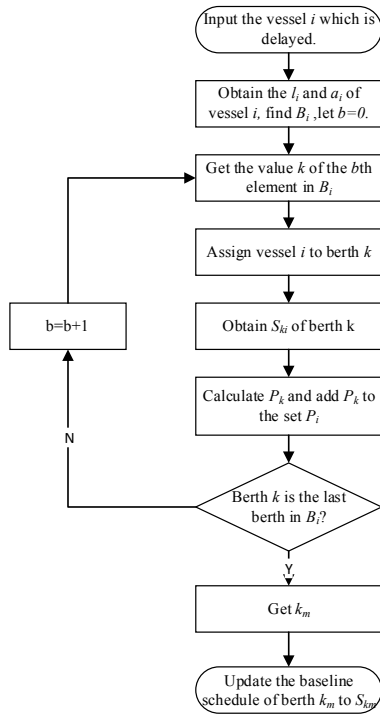 Input the vessel i which is
delayed.
Obtain the lᵢ and aᵢ of
vessel i, find Bᵢ ,let b=0.
Get the value k of the bth
element in Bᵢ
Assign vessel i to berth k
b=b+1
Obtain Sₖᵢ of berth k
Calculate Pₖ and add Pₖ to
the set Pᵢ
N
Berth k is the last
berth in Bᵢ?
Y
Get kₘ
Update the baseline
schedule of berth kₘ to Sₖₘ